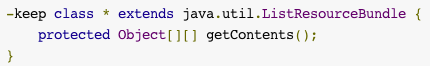 -keep class * extends java.util.ListResourceBundle {
    protected Object[][] getContents();
}